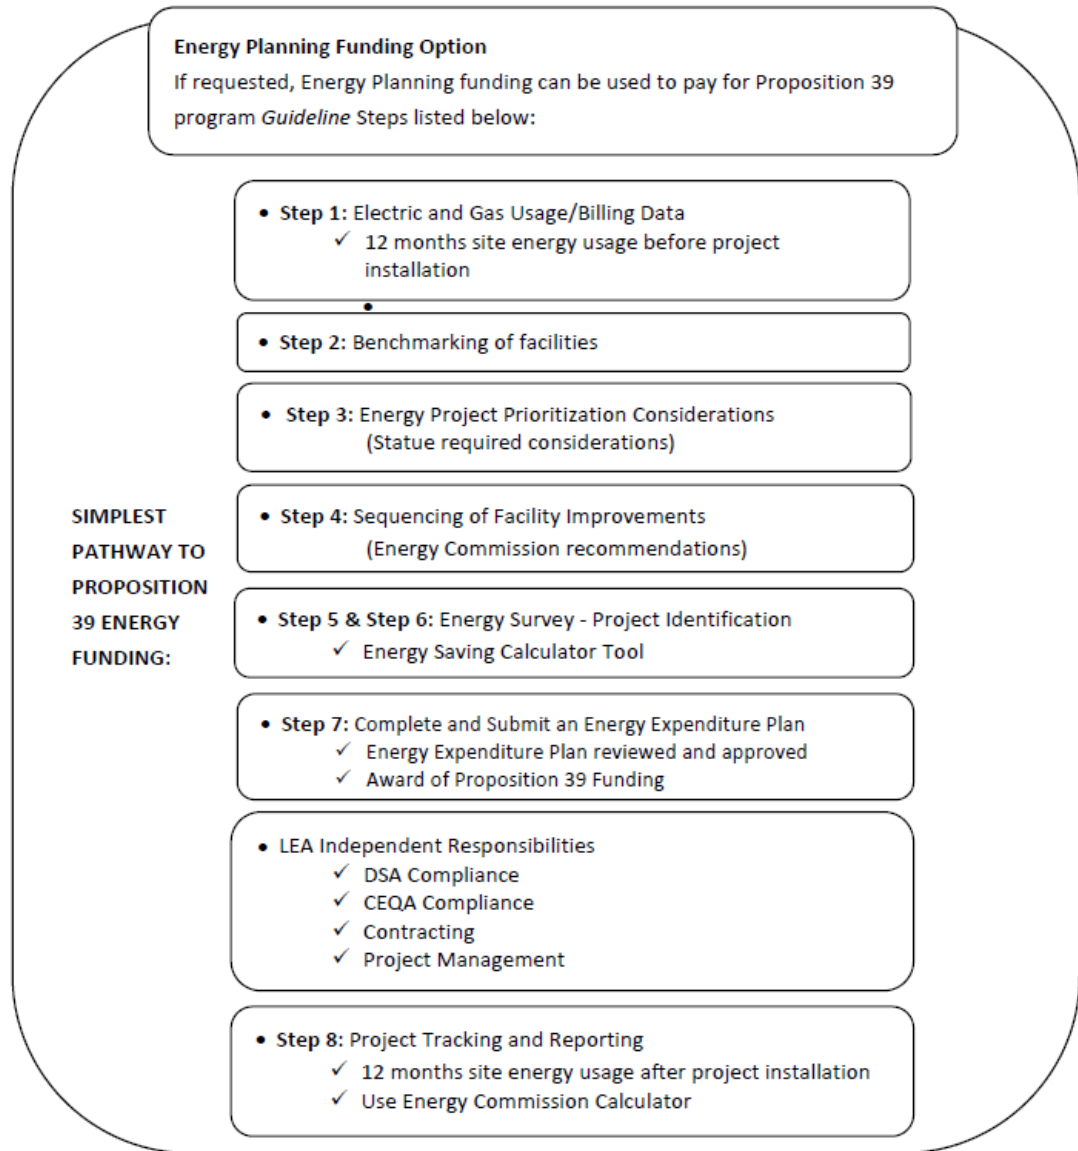 Energy Planning Funding Option
If requested, Energy Planning funding can be used to pay for Proposition 39
program Guideline Steps listed below:
• Step 1: Electric and Gas Usage/Billing Data
✓ 12 months site energy usage before project
installation
•
• Step 2: Benchmarking of facilities
• Step 3: Energy Project Prioritization Considerations
(Statue required considerations)
SIMPLEST
PATHWAY TO
PROPOSITION
39 ENERGY
FUNDING:
• Step 4: Sequencing of Facility Improvements
(Energy Commission recommendations)
• Step 5 & Step 6: Energy Survey - Project Identification
✓ Energy Saving Calculator Tool
• Step 7: Complete and Submit an Energy Expenditure Plan
✓ Energy Expenditure Plan reviewed and approved
✓ Award of Proposition 39 Funding
• LEA Independent Responsibilities
✓ DSA Compliance
✓ CEQA Compliance
✓ Contracting
✓ Project Management
• Step 8: Project Tracking and Reporting
✓ 12 months site energy usage after project installation
✓ Use Energy Commission Calculator